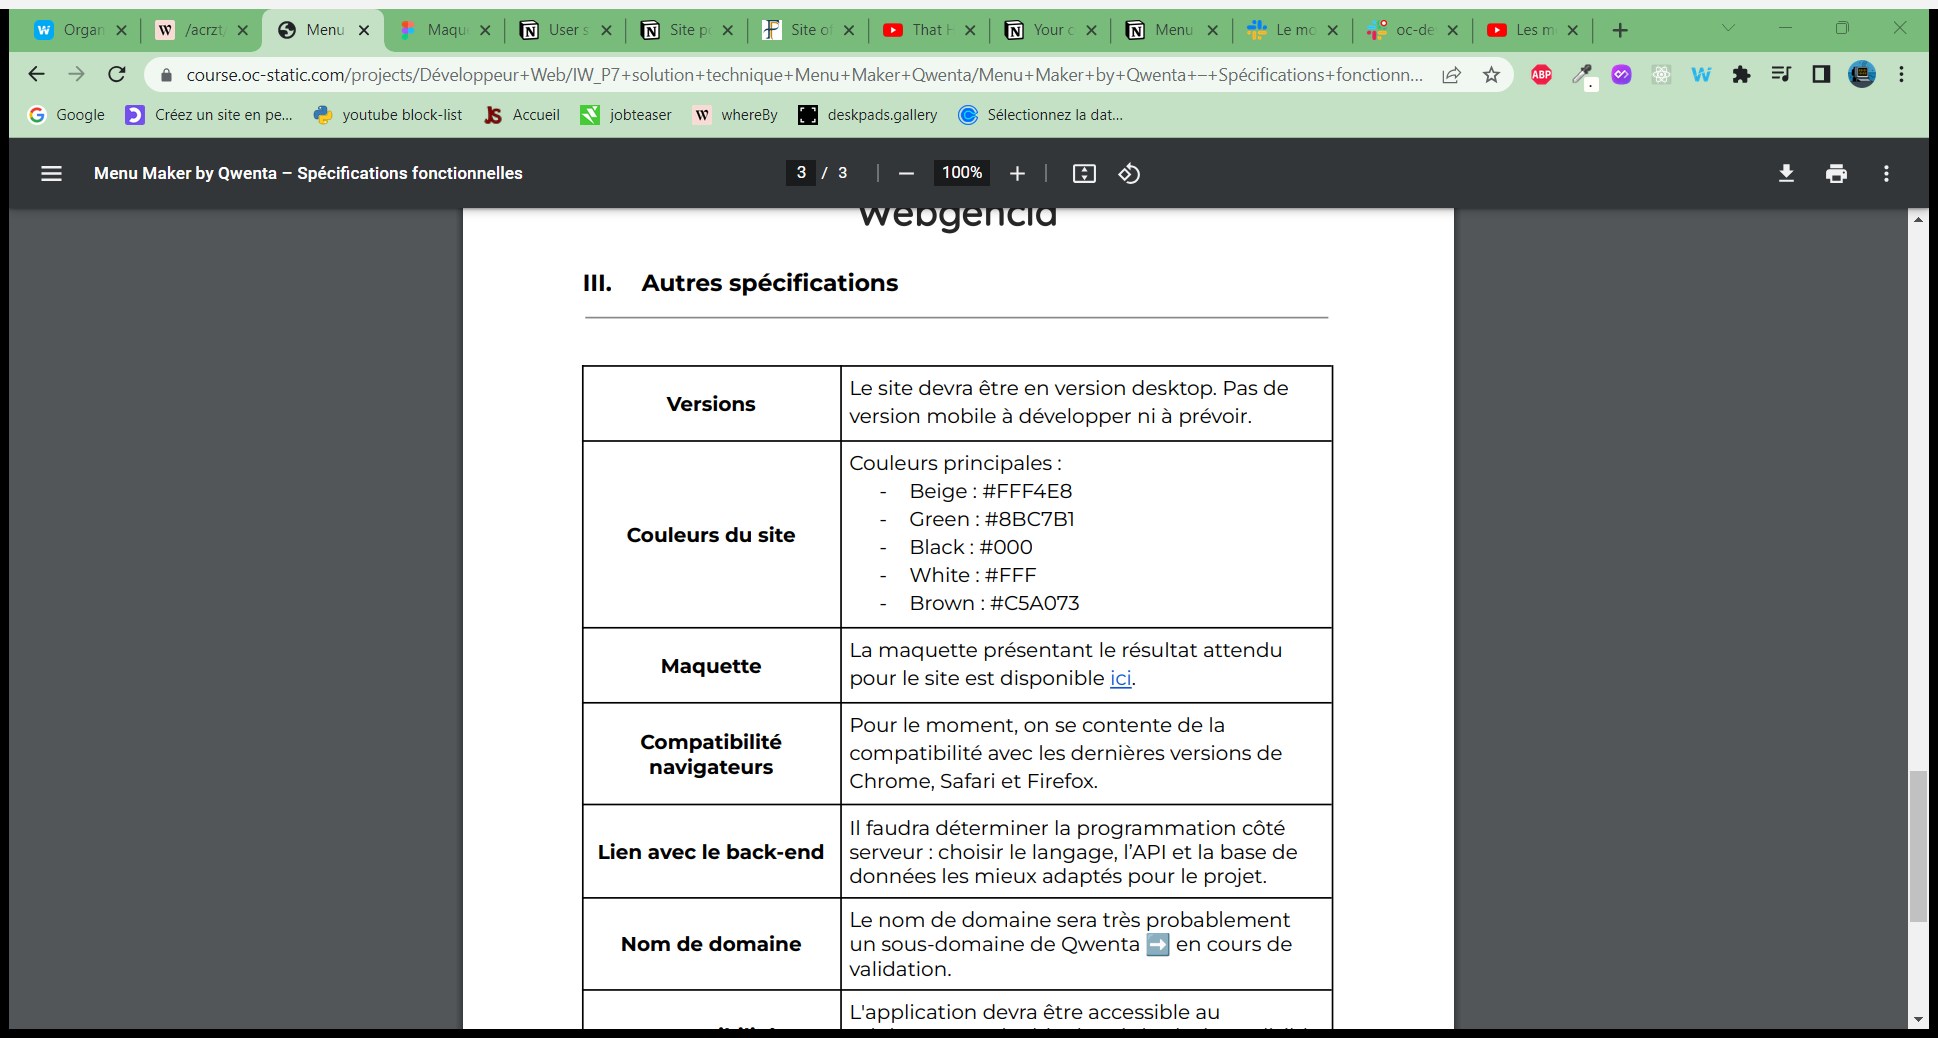 Organ
/acrzt
Menu
Maqu
User s
Site p
Site o
That H
Your c
Menu
Le mo
oc-de
Les m
course.oc-static.com/projects/Développeur+Web/IW_P7+solution+technique+Menu+Maker+Qwenta/Menu+Maker+by+Qwenta+–+Spécifications+fonctionn...
ABP
Google
Créez un site en pe...
youtube block-list
JS Accueil
jobteaser
W whereBy
deskpads.gallery
Sélectionnez la dat...
Menu Maker by Qwenta – Spécifications fonctionnelles
3 / 3
100%
Webgencia
III. Autres spécifications
Versions
Le site devra être en version desktop. Pas de
version mobile à développer ni à prévoir.
Couleurs du site
Couleurs principales :
- Beige : #FFF4E8
- Green : #8BC7B1
- Black : #000
- White : #FFF
- Brown : #C5A073
Maquette
La maquette présentant le résultat attendu
pour le site est disponible ici.
Compatibilité
navigateurs
Pour le moment, on se contente de la
compatibilité avec les dernières versions de
Chrome, Safari et Firefox.
Lien avec le back-end
Il faudra déterminer la programmation côté
serveur : choisir le langage, l’API et la base de
données les mieux adaptés pour le projet.
Nom de domaine
Le nom de domaine sera très probablement
un sous-domaine de Qwenta ➡️ en cours de
validation.
L'application devra être accessible au